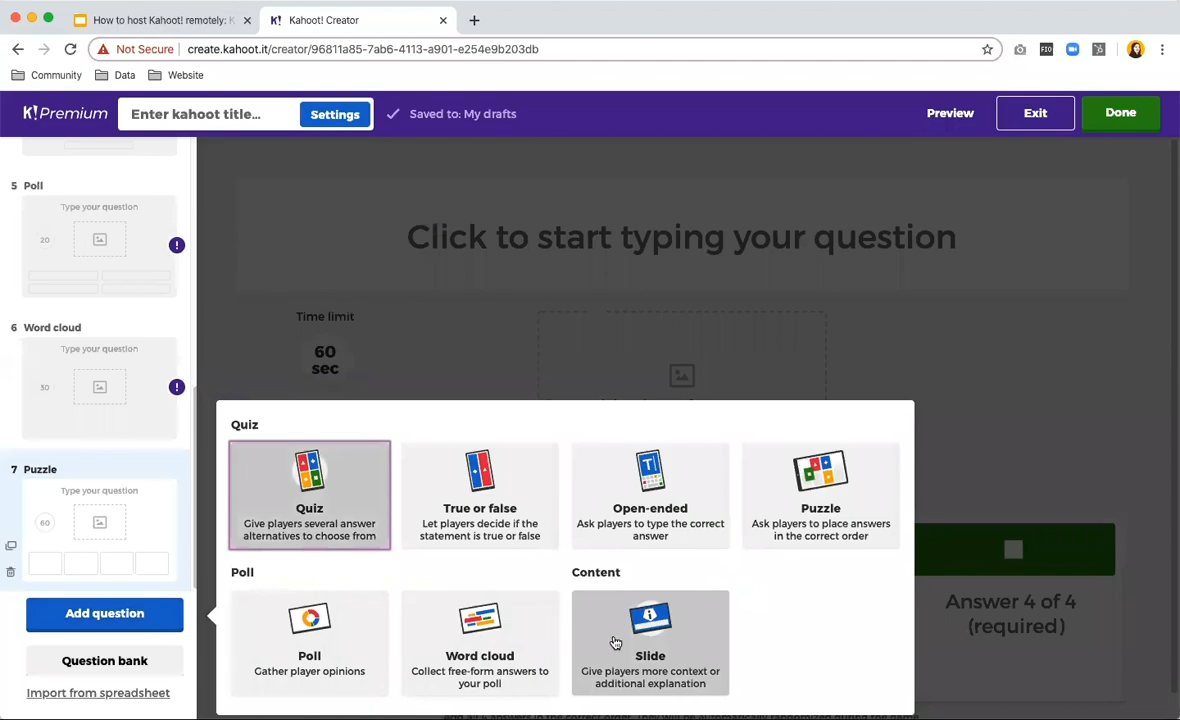 How to host Kahoot! remotely: K
K! Kahoot! Creator
Not Secure
create.kahoot.it/creator/96811a85-7ab6-4113-a901-e254e9b203db
FIO
Community
Data
Website
K! Premium
Enter kahoot title...
Settings
Saved to: My drafts
Preview
Exit
Done
5 Poll
Type your question
20
!
6 Word cloud
Type your question
30
!
7 Puzzle
Type your question
60
Add question
Question bank
Import from spreadsheet
Click to start typing your question
Time limit
60
sec
Quiz
Quiz
Give players several answer
alternatives to choose from
True or false
Let players decide if the
statement is true or false
Open-ended
Ask players to type the correct
answer
Puzzle
Ask players to place answers
in the correct order
Poll
Content
Poll
Gather player opinions
Word cloud
Collect free-form answers to
your poll
Slide
Give players more context or
additional explanation
Answer 4 of 4
(required)